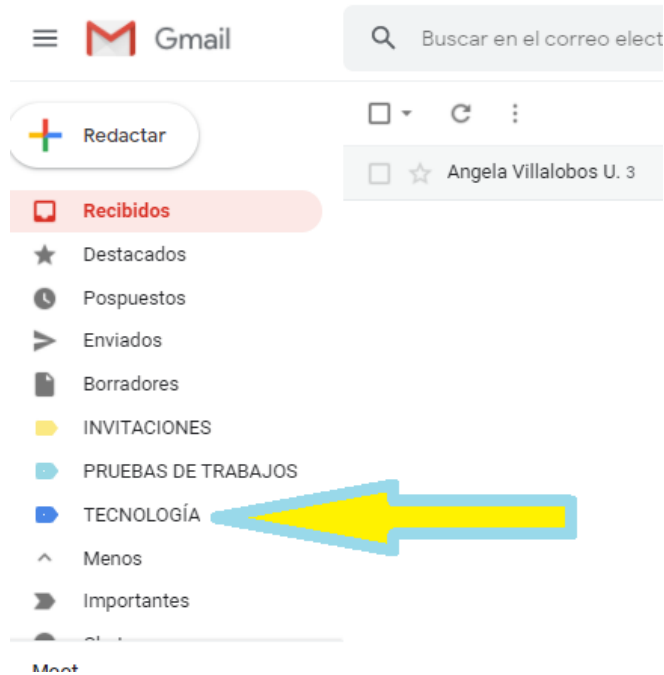 Gmail
Buscar en el correo elect
Redactar
Angela Villalobos U. 3
Recibidos
Destacados
Pospuestos
Enviados
Borradores
INVITACIONES
PRUEBAS DE TRABAJOS
TECNOLOGÍA
Menos
Importantes